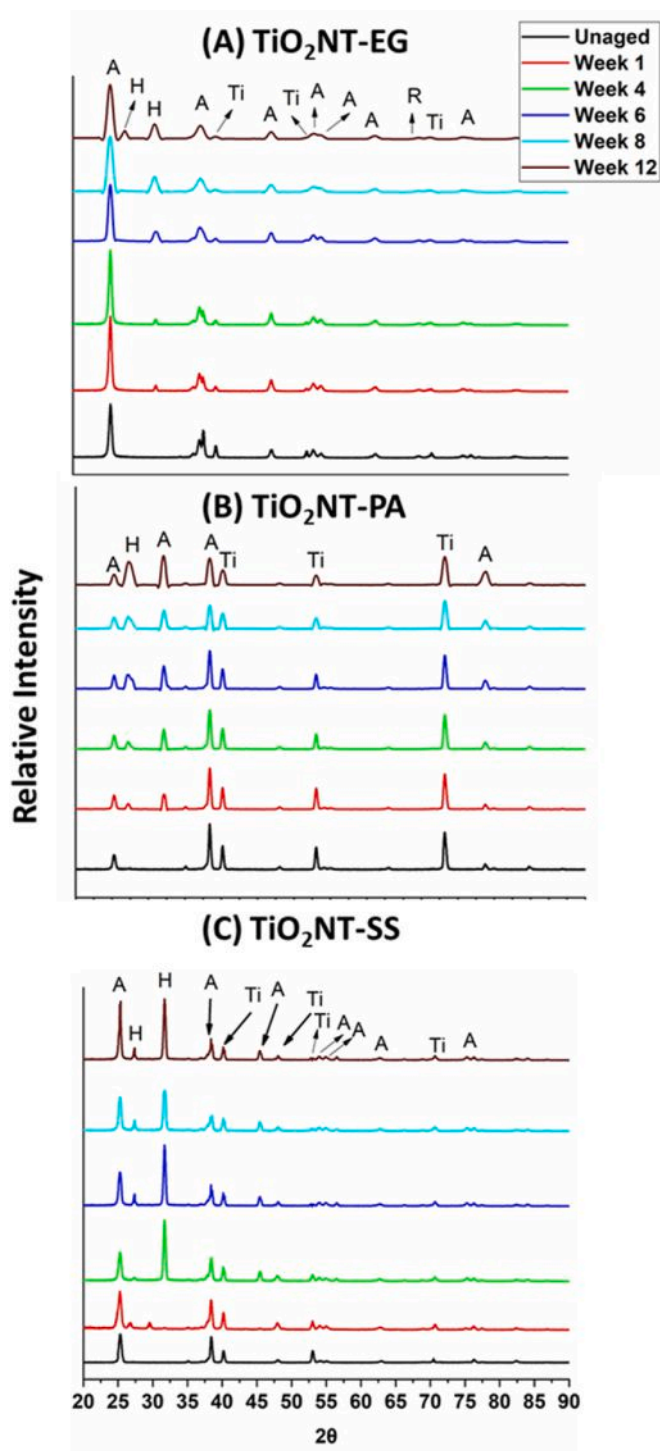 (A) TiO₂NT-EG
Unaged
Week 1
Week 4
Week 6
Week 8
Week 12
A
H
H
A
Ti
A
Ti
A
A
A
R
Ti
A
(B) TiO₂NT-PA
A
H
A
A
Ti
Ti
Ti
A
Relative Intensity
(C) TiO₂NT-SS
A
H
H
A
Ti
A
Ti
Ti
A
A
A
Ti
A
20 25 30 35 40 45 50 55 60 65 70 75 80 85 90
2θ